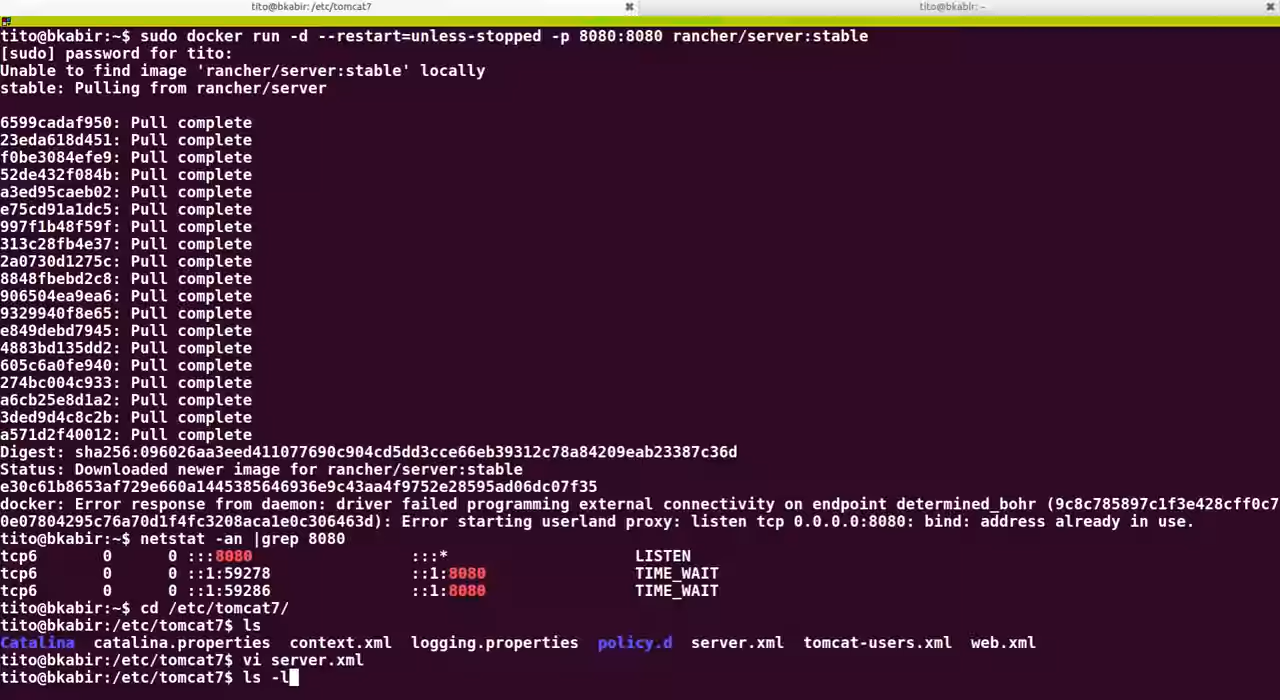 tito@bkabir: /etc/tomcat7
tito@bkabir: ~
tito@bkabir:~$ sudo docker run -d --restart=unless-stopped -p 8080:8080 rancher/server:stable
[sudo] password for tito:
Unable to find image 'rancher/server:stable' locally
stable: Pulling from rancher/server
6599cadaf950: Pull complete
23eda618d451: Pull complete
f0be3084efe9: Pull complete
52de432f084b: Pull complete
a3ed95caeb02: Pull complete
e75cd91a1dc5: Pull complete
997f1b48f59f: Pull complete
313c28fb4e37: Pull complete
2a0730d1275c: Pull complete
8848fbebd2c8: Pull complete
906504ea9ea6: Pull complete
9329940f8e65: Pull complete
e849debd7945: Pull complete
4883bd135dd2: Pull complete
605c6a0fe940: Pull complete
274bc004c933: Pull complete
a6cb25e8d1a2: Pull complete
3ded9d4c8c2b: Pull complete
a571d2f40012: Pull complete
Digest: sha256:096026aa3eed411077690c904cd5dd3cce66eb39312c78a84209eab23387c36d
Status: Downloaded newer image for rancher/server:stable
e30c61b8653af729e660a1445385646936e9c43aa4f9752e28595ad06dc07f35
docker: Error response from daemon: driver failed programming external connectivity on endpoint determined_bohr (9c8c785897c1f3e428cff0c7
0e07804295c76a70d1f4fc3208aca1e0c306463d): Error starting userland proxy: listen tcp 0.0.0.0:8080: bind: address already in use.
tito@bkabir:~$ netstat -an |grep 8080
tcp6       0      0 :::8080                 :::*                    LISTEN
tcp6       0      0 ::1:59278               ::1:8080                TIME_WAIT
tcp6       0      0 ::1:59286               ::1:8080                TIME_WAIT
tito@bkabir:~$ cd /etc/tomcat7/
tito@bkabir:/etc/tomcat7$ ls
Catalina  catalina.properties  context.xml  logging.properties  policy.d  server.xml  tomcat-users.xml  web.xml
tito@bkabir:/etc/tomcat7$ vi server.xml
tito@bkabir:/etc/tomcat7$ ls -l